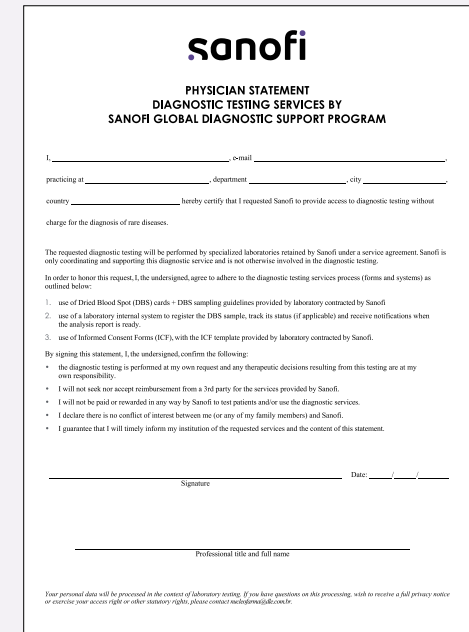 sanofi
PHYSICIAN STATEMENT
DIAGNOSTIC TESTING SERVICES BY
SANOFI GLOBAL DIAGNOSTIC SUPPORT PROGRAM
I, , e-mail ,
practicing at , department , city ,
country hereby certify that I requested Sanofi to provide access to diagnostic testing without
charge for the diagnosis of rare diseases.
The requested diagnostic testing will be performed by specialized laboratories retained by Sanofi under a service agreement. Sanofi is
only coordinating and supporting this diagnostic service and is not otherwise involved in the diagnostic testing.
In order to honor this request, I, the undersigned, agree to adhere to the diagnostic testing services process (forms and systems) as
outlined below:
1. use of Dried Blood Spot (DBS) cards + DBS sampling guidelines provided by laboratory contracted by Sanofi
2. use of a laboratory internal system to register the DBS sample, track its status (if applicable) and receive notifications when
the analysis report is ready.
3. use of Informed Consent Forms (ICF), with the ICF template provided by laboratory contracted by Sanofi.
By signing this statement, I, the undersigned, confirm the following:
▪ the diagnostic testing is performed at my own request and any therapeutic decisions resulting from this testing are at my
own responsibility.
▪ I will not seek nor accept reimbursement from a 3rd party for the services provided by Sanofi.
▪ I will not be paid or rewarded in any way by Sanofi to test patients and/or use the diagnostic services.
▪ I declare there is no conflict of interest between me (or any of my family members) and Sanofi.
▪ I guarantee that I will timely inform my institution of the requested services and the content of this statement.
Date: / /
Signature
Professional title and full name
Your personal data will be processed in the context of laboratory testing. If you have questions on this processing, wish to receive a full privacy notice
or exercise your access right or other statutory rights, please contact